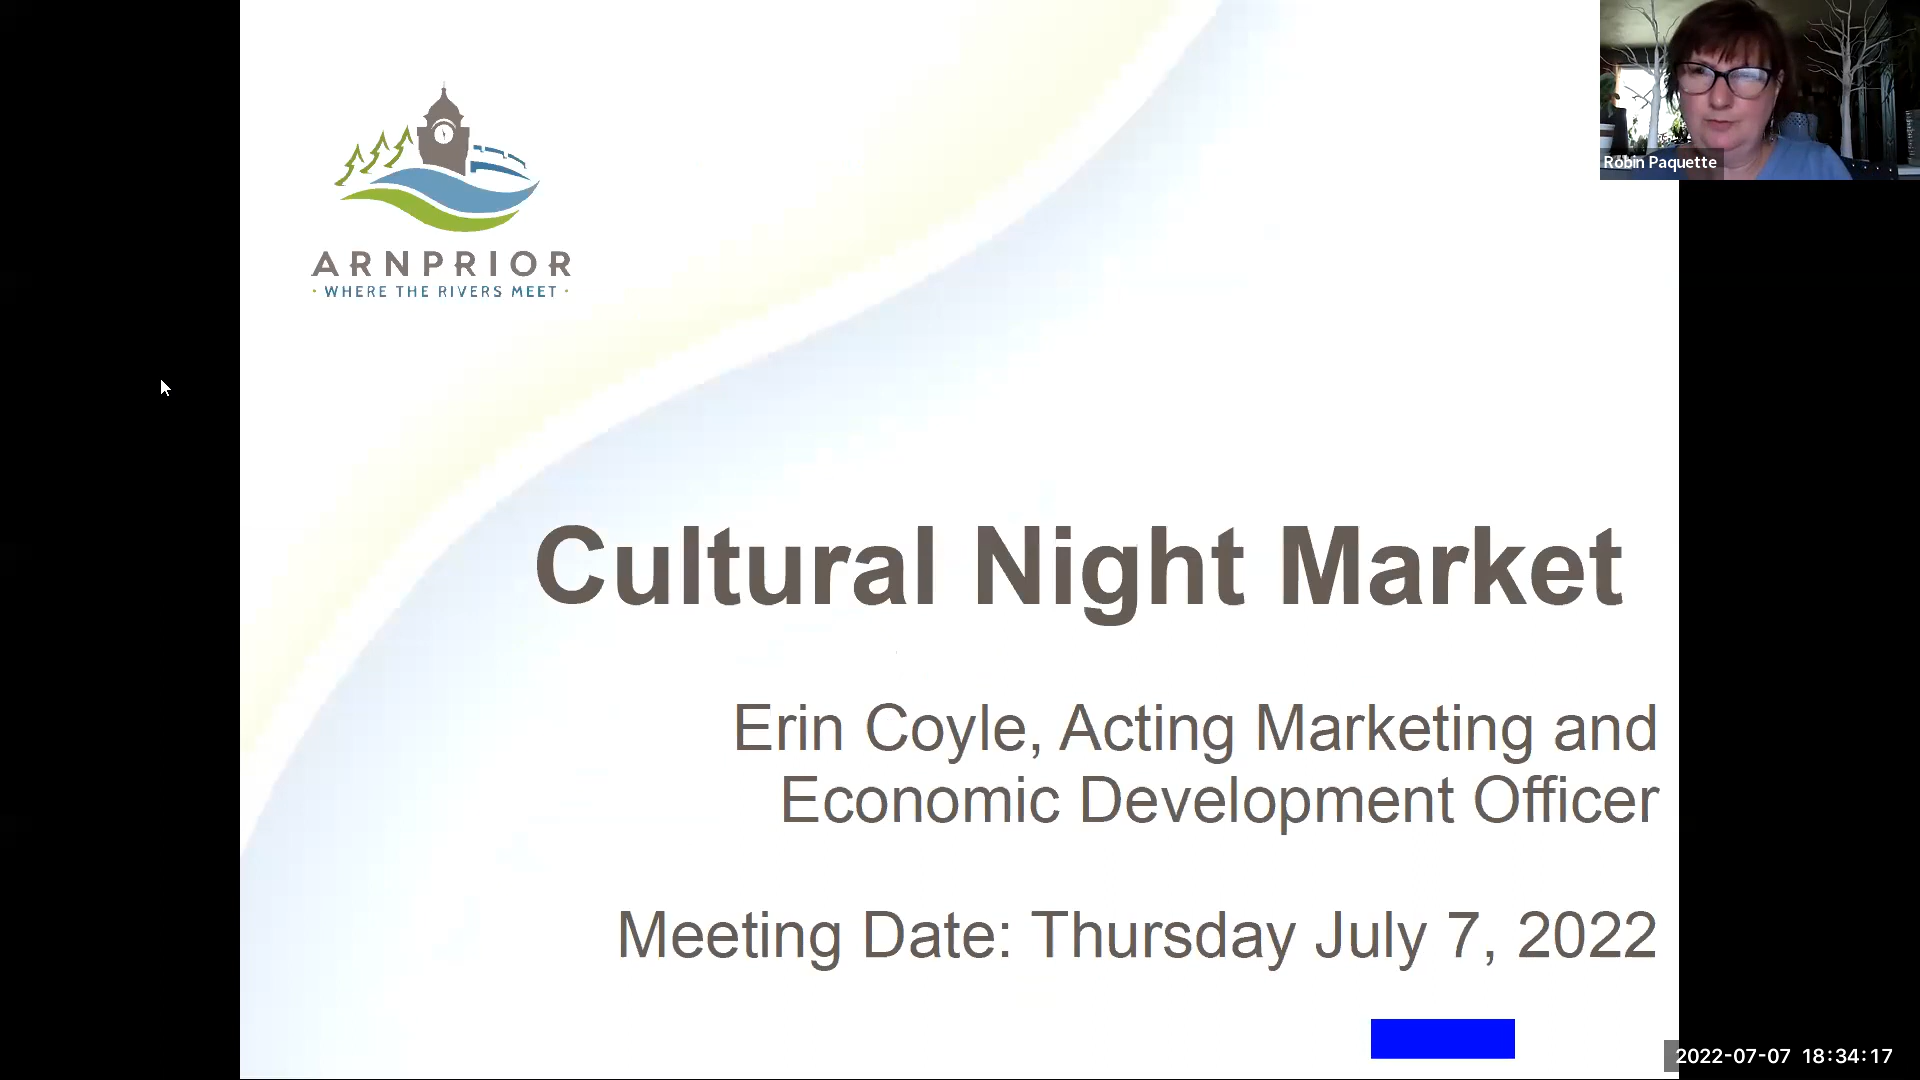 Robin Paquette
ARNPRIOR
· WHERE THE RIVERS MEET ·
Cultural Night Market
Erin Coyle, Acting Marketing and
Economic Development Officer
Meeting Date: Thursday July 7, 2022
2022-07-07 18:34:17